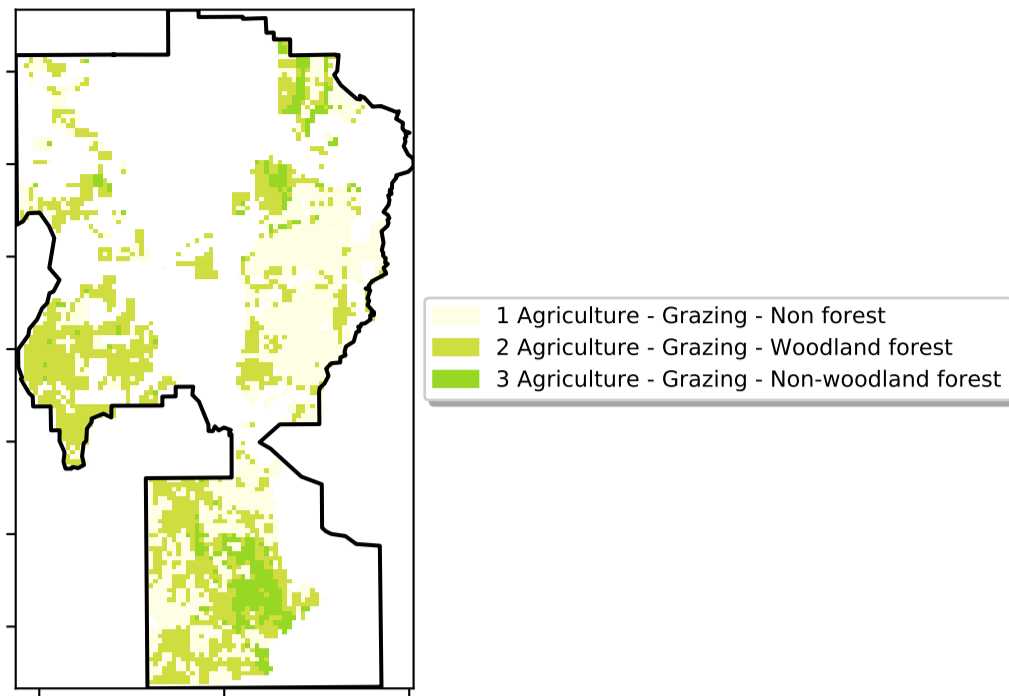 1 Agriculture - Grazing - Non forest
2 Agriculture - Grazing - Woodland forest
3 Agriculture - Grazing - Non-woodland forest